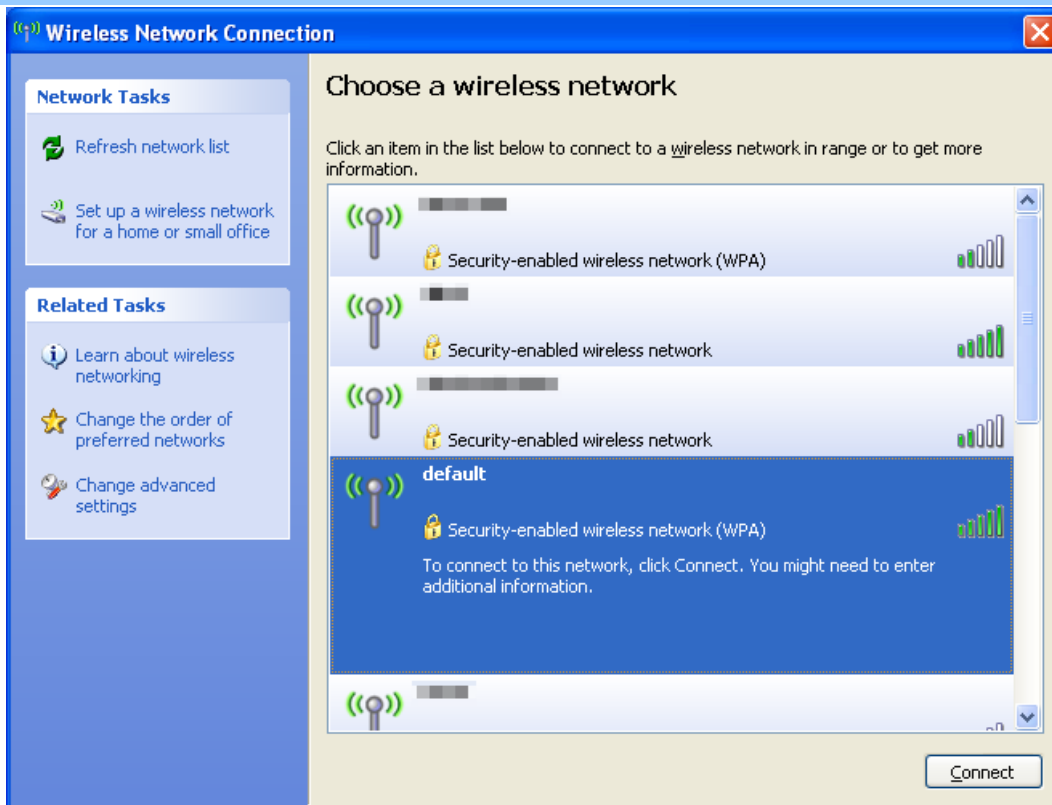 Wireless Network Connection
Network Tasks
Refresh network list
Set up a wireless network
for a home or small office
Related Tasks
Learn about wireless
networking
Change the order of
preferred networks
Change advanced
settings
Choose a wireless network
Click an item in the list below to connect to a wireless network in range or to get more
information.
Security-enabled wireless network (WPA)
Security-enabled wireless network
Security-enabled wireless network
default
Security-enabled wireless network (WPA)
To connect to this network, click Connect. You might need to enter
additional information.
Connect